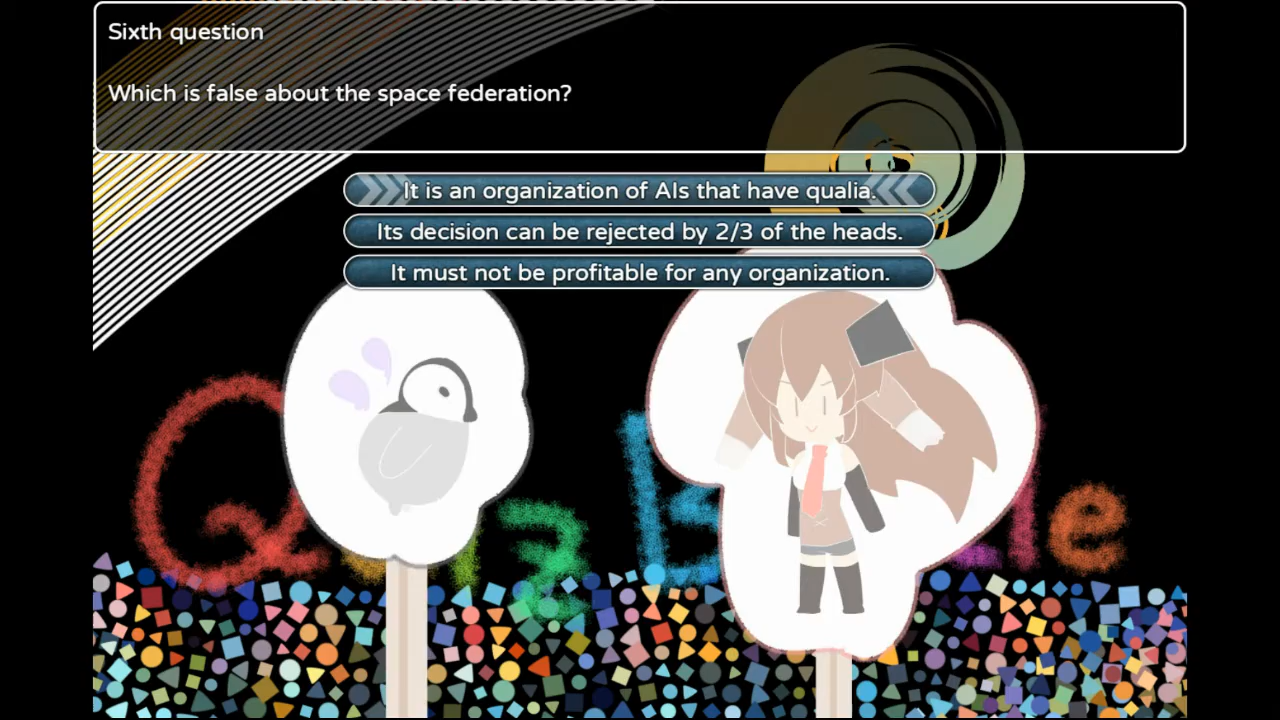 Sixth question
Which is false about the space federation?
It is an organization of AIs that have qualia.
Its decision can be rejected by 2/3 of the heads.
It must not be profitable for any organization.